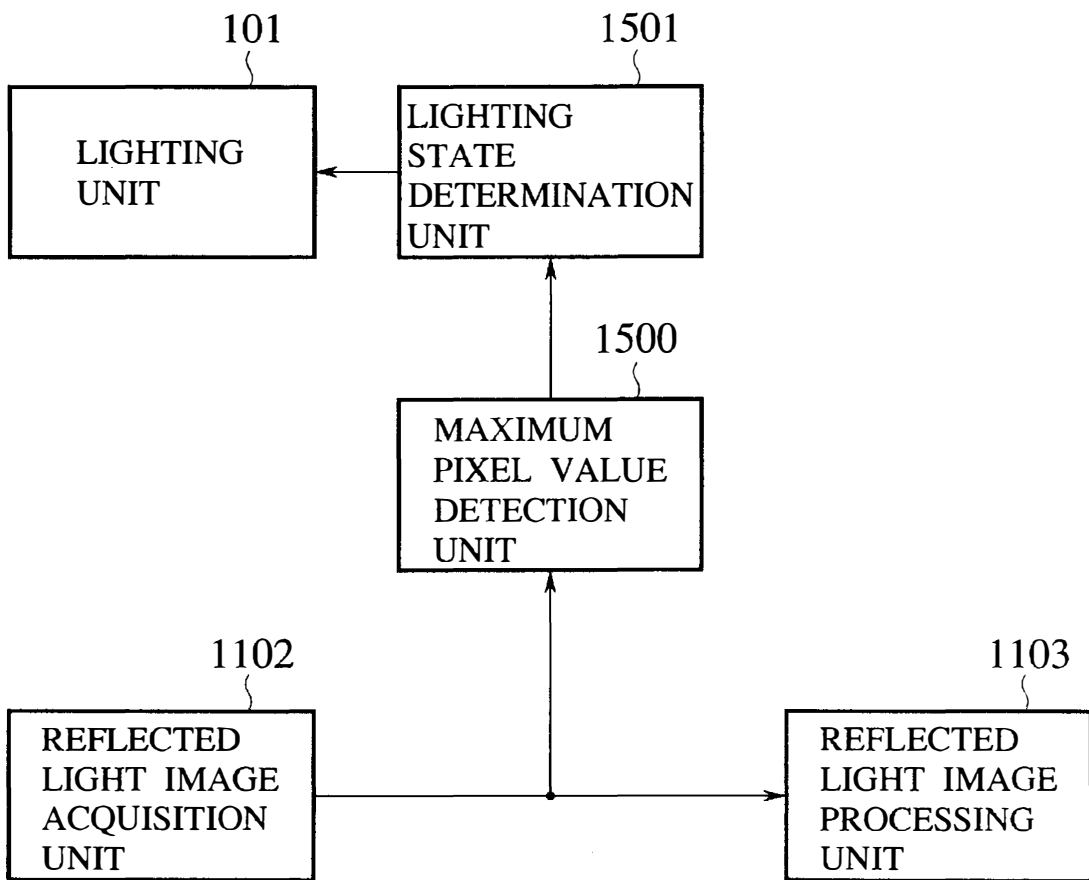 101
1501
LIGHTING
UNIT
LIGHTING
STATE
DETERMINATION
UNIT
1500
MAXIMUM
PIXEL VALUE
DETECTION
UNIT
1102
1103
REFLECTED
LIGHT IMAGE
ACQUISITION
UNIT
REFLECTED
LIGHT IMAGE
PROCESSING
UNIT